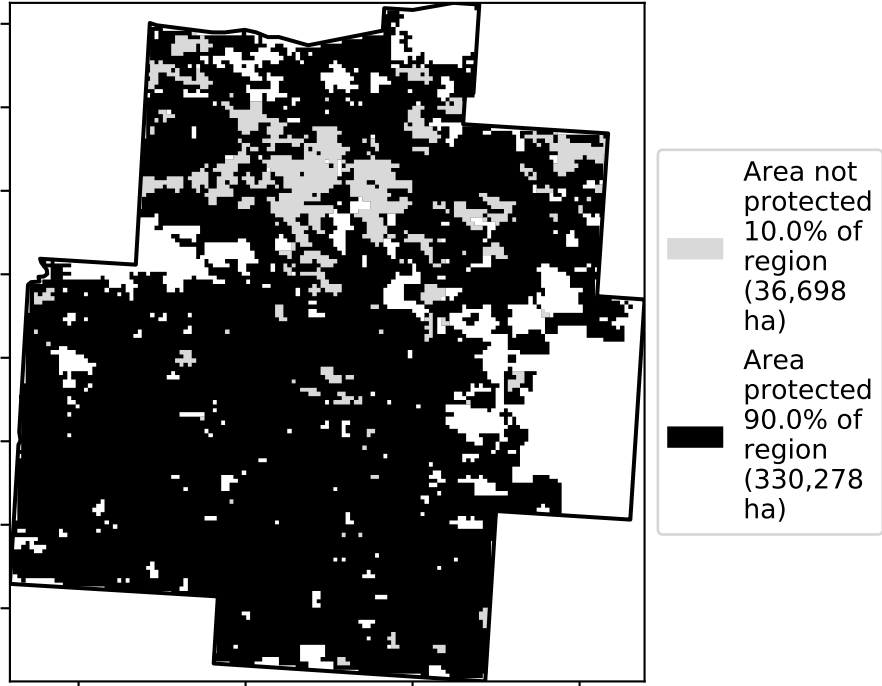 Area not
protected
10.0% of
region
(36,698
ha)
Area
protected
90.0% of
region
(330,278
ha)